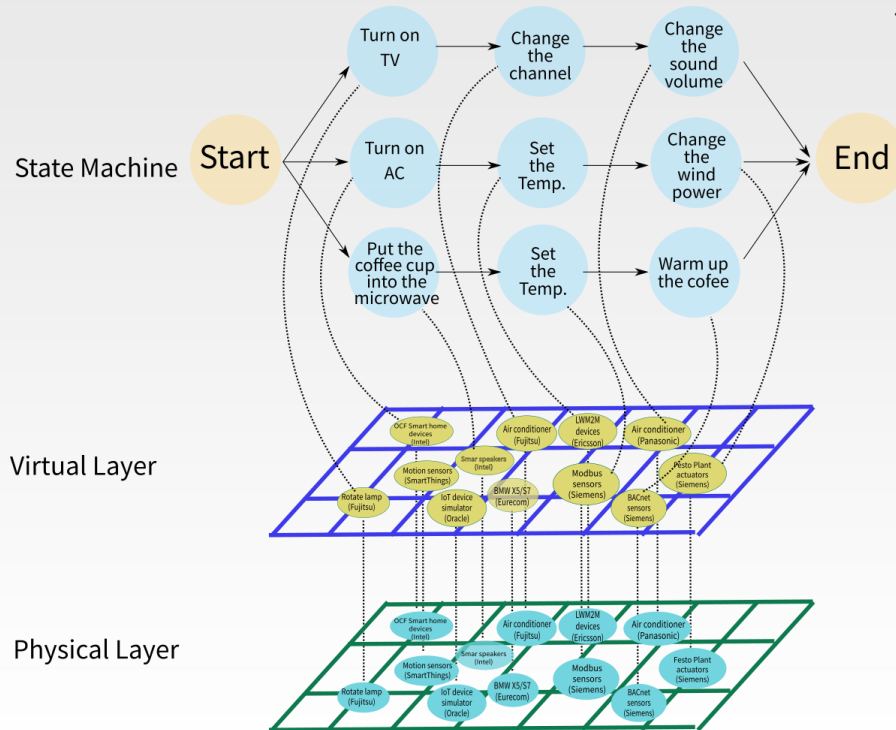 Turn on
TV
Change
the
channel
Change
the
sound
volume
State Machine
Start
Turn on
AC
Set
the
Temp.
Change
the
wind
power
End
Put the
coffee cup
into the
microwave
Set
the
Temp.
Warm up
the cofee
Virtual Layer
OCF Smart home
devices
(Intel)
Air conditioner
(Fujitsu)
LWM2M
devices
(Ericsson)
Air conditioner
(Panasonic)
Motion sensors
(SmartThings)
Smar speakers
(Intel)
Modbus
sensors
(Siemens)
Festo Plant
actuators
(Siemens)
Rotate lamp
(Fujitsu)
IoT device
simulator
(Oracle)
BMW X5/S7
(Eurecom)
BACnet
sensors
(Siemens)
Physical Layer
OCF Smart home
devices
(Intel)
Air conditioner
(Fujitsu)
LWM2M
devices
(Ericsson)
Air conditioner
(Panasonic)
Motion sensors
(SmartThings)
Smar speakers
(Intel)
Modbus
sensors
(Siemens)
Festo Plant
actuators
(Siemens)
Rotate lamp
(Fujitsu)
IoT device
simulator
(Oracle)
BMW X5/S7
(Eurecom)
BACnet
sensors
(Siemens)